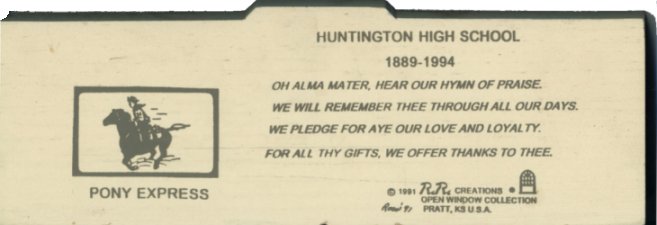 HUNTINGTON HIGH SCHOOL
1889-1994
OH ALMA MATER, HEAR OUR HYMN OF PRAISE.
WE WILL REMEMBER THEE THROUGH ALL OUR DAYS.
WE PLEDGE FOR AYE OUR LOVE AND LOYALTY.
FOR ALL THY GIFTS, WE OFFER THANKS TO THEE.
PONY EXPRESS
© 1991 R.R. CREATIONS •
OPEN WINDOW COLLECTION
PRATT, KS U.S.A.